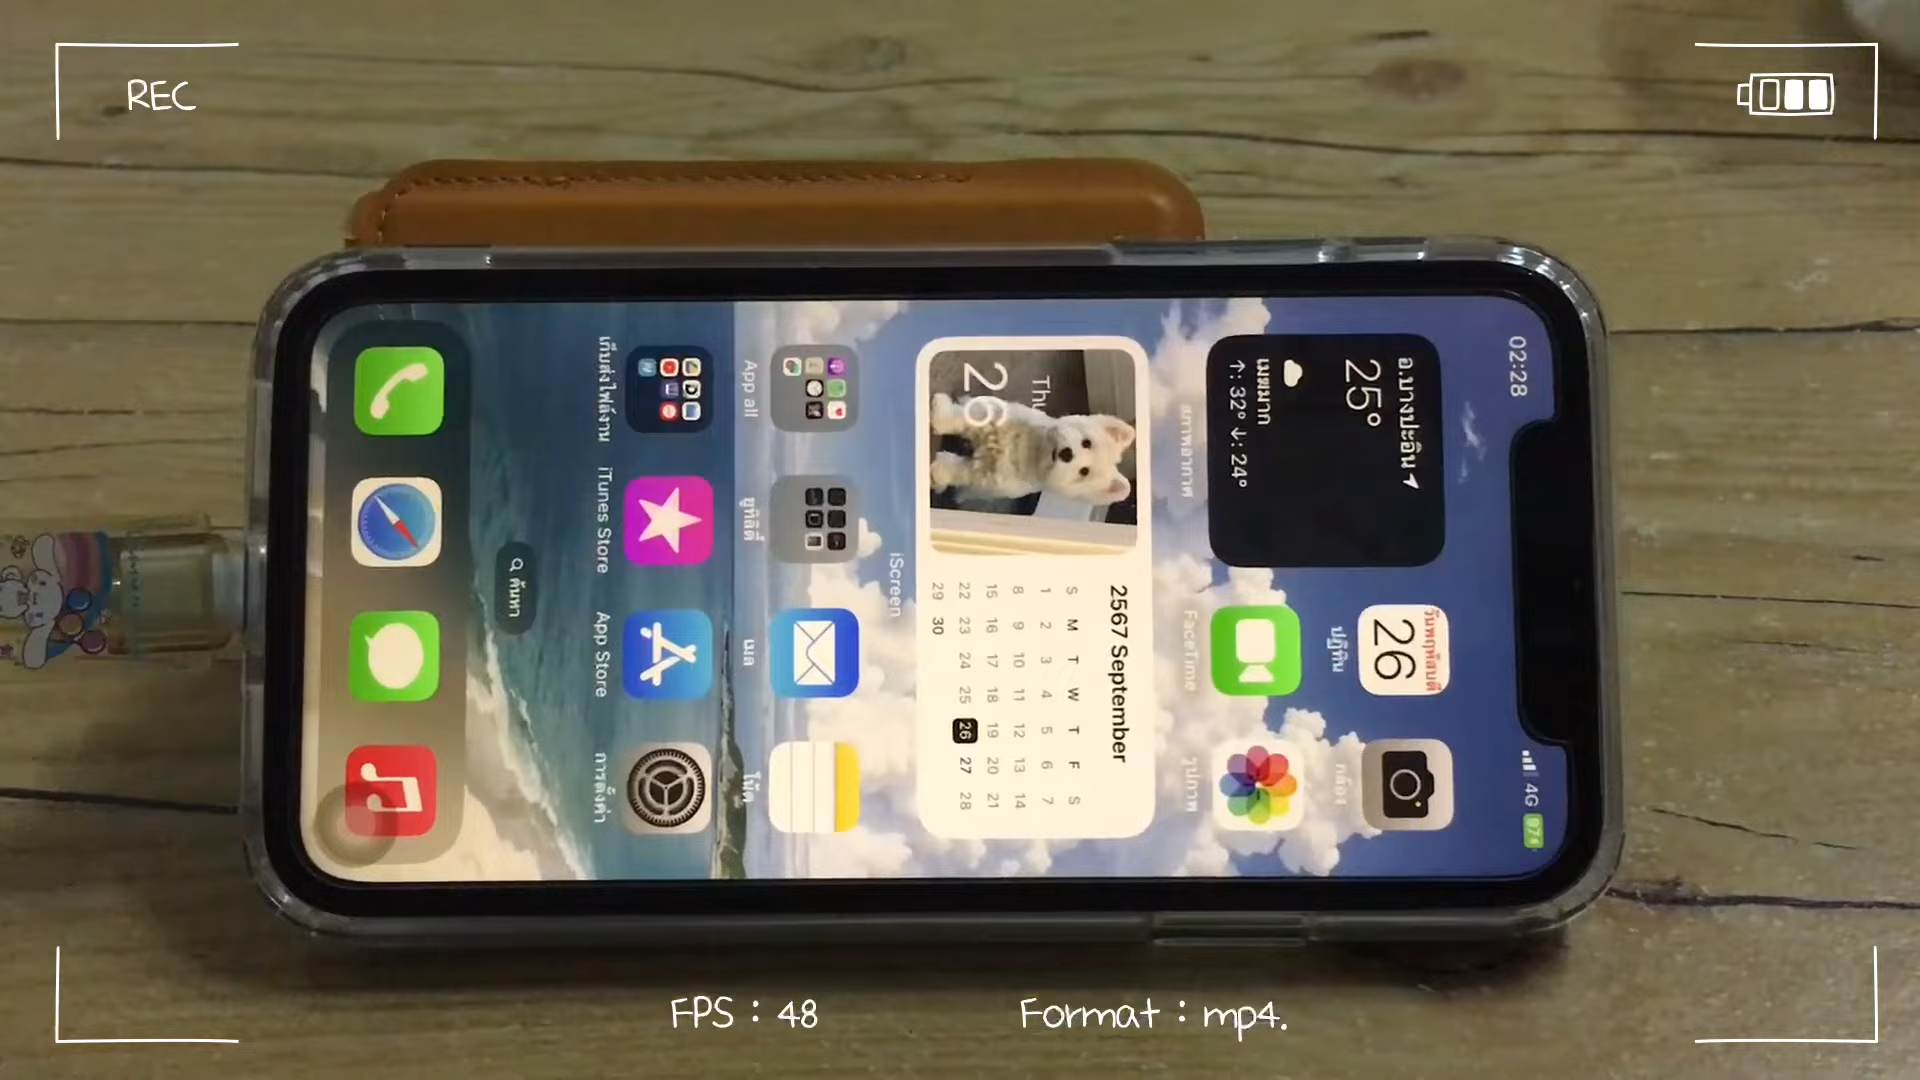 REC
02:28
4G
97
อ.บางปะอิน
25°
เมฆมาก
↑: 32° ↓: 24°
สภาพอากาศ
วันพฤหัสบดี
26
ปฏิทิน
กล้อง
FaceTime
รูปภาพ
Thu
26
2567 September
S M T W T F S
1 2 3 4 5 6 7
8 9 10 11 12 13 14
15 16 17 18 19 20 21
22 23 24 25 26 27 28
29 30
iScreen
App all
ยูทิลิตี้
เมล
โน้ต
เก็บส่งไฟล์งาน
iTunes Store
App Store
การตั้งค่า
ค้นหา
FPS : 48
Format : mp4.